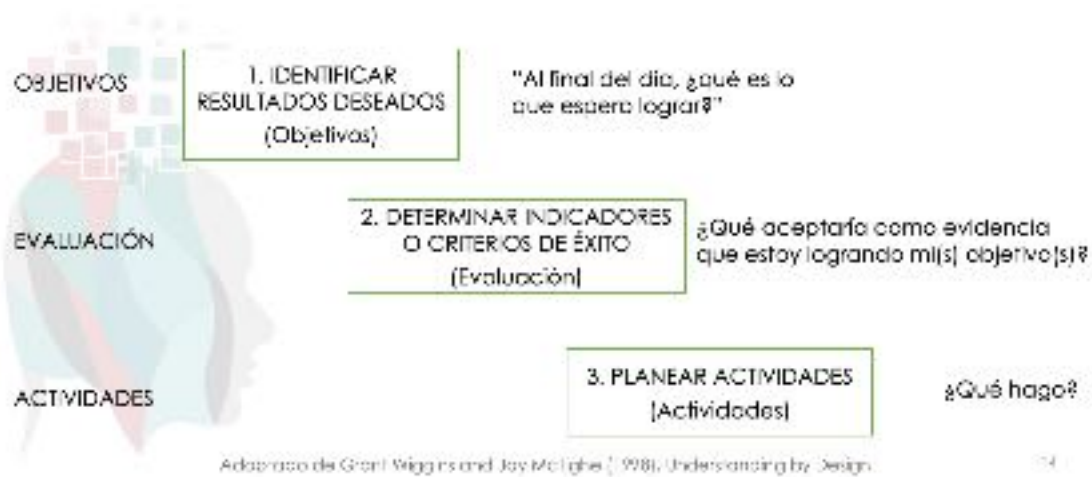 OBJETIVOS
1. IDENTIFICAR
RESULTADOS DESEADOS
(Objetivos)
"Al final del día, ¿qué es lo
que espero lograr?"
EVALUACIÓN
2. DETERMINAR INDICADORES
O CRITERIOS DE ÉXITO
(Evaluación)
¿Qué aceptaría como evidencia
que estoy logrando mi(s) objetivo(s)?
ACTIVIDADES
3. PLANEAR ACTIVIDADES
(Actividades)
¿Qué hago?
Adaptado de Grant Wiggins and Jay McTighe (1998). Understanding by Design